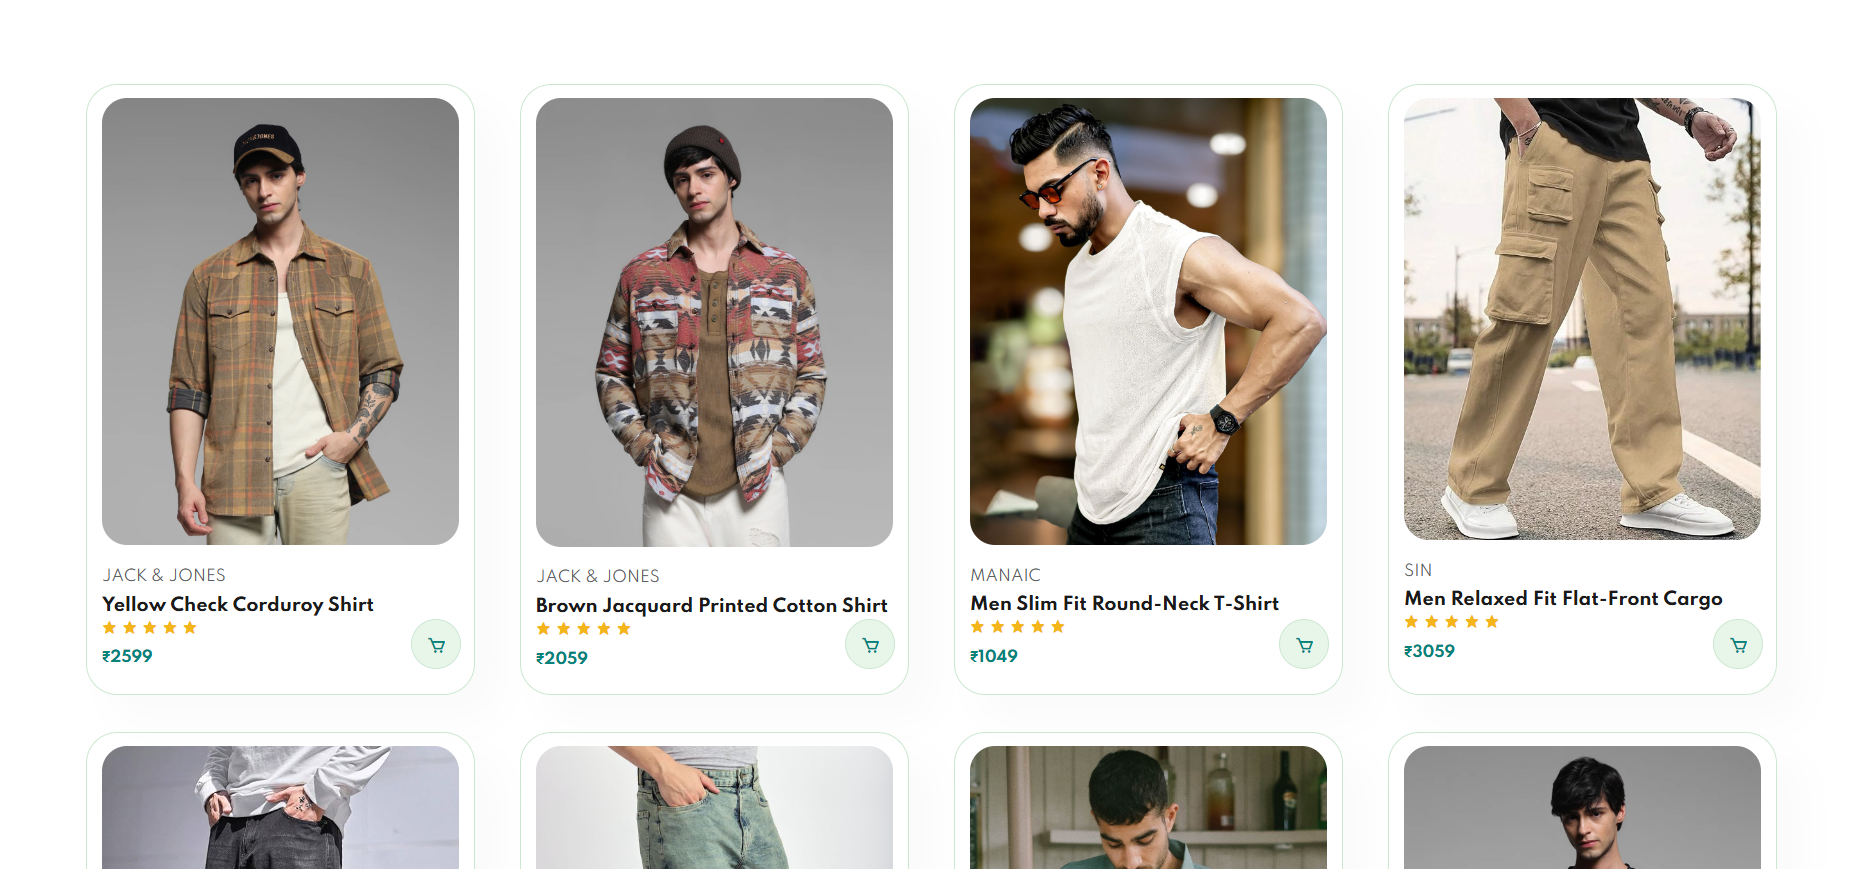 JACK & JONES
Yellow Check Corduroy Shirt
₹2599
JACK & JONES
Brown Jacquard Printed Cotton Shirt
₹2059
MANAIC
Men Slim Fit Round-Neck T-Shirt
₹1049
SIN
Men Relaxed Fit Flat-Front Cargo
₹3059